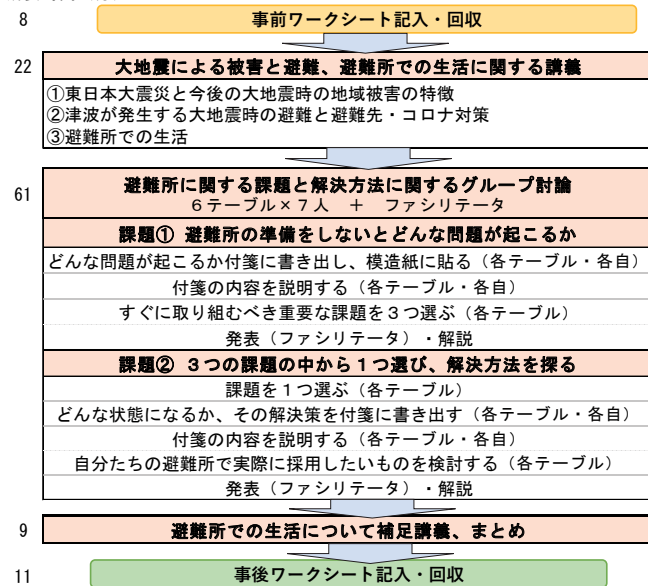 8
事前ワークシート記入・回収
22
大地震による被害と避難、避難所での生活に関する講義
①東日本大震災と今後の大地震時の地域被害の特徴
②津波が発生する大地震時の避難と避難先・コロナ対策
③避難所での生活
61
避難所に関する課題と解決方法に関するグループ討論
6テーブル×7人 + ファシリテータ
課題① 避難所の準備をしないとどんな問題が起こるか
どんな問題が起こるか付箋に書き出し、模造紙に貼る（各テーブル・各自）
付箋の内容を説明する（各テーブル・各自）
すぐに取り組むべき重要な課題を3つ選ぶ（各テーブル）
発表（ファシリテータ）・解説
課題② 3つの課題の中から1つ選び、解決方法を探る
課題を1つ選ぶ（各テーブル）
どんな状態になるか、その解決策を付箋に書き出す（各テーブル・各自）
付箋の内容を説明する（各テーブル・各自）
自分たちの避難所で実際に採用したいものを検討する（各テーブル）
発表（ファシリテータ）・解説
9
避難所での生活について補足講義、まとめ
11
事後ワークシート記入・回収